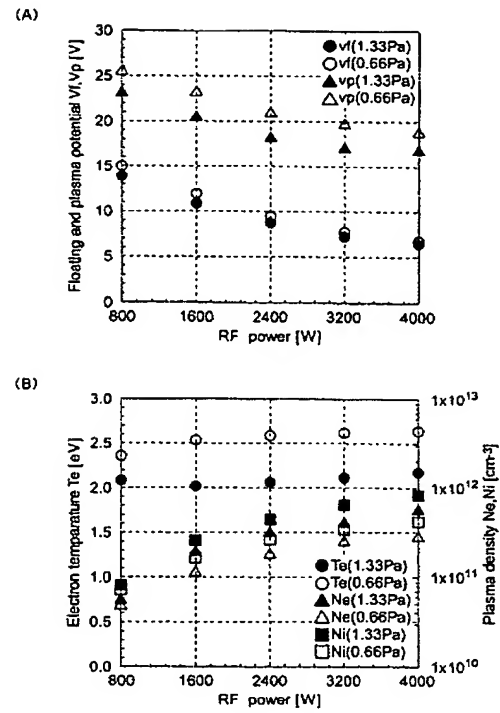 (A)
Floating and plasma potential Vf,Vp [V]
30
25
20
15
10
5
0
vf(1.33Pa)
vf(0.66Pa)
vp(1.33Pa)
vp(0.66Pa)
800 1600 2400 3200 4000
RF power [W]
(B)
Electron temparature Te [eV]
3.0
2.5
2.0
1.5
1.0
0.5
0.0
1x10¹³
1x10¹²
1x10¹¹
1x10¹⁰
Plasma density Ne,Ni [cm-³]
Te(1.33Pa)
Te(0.66Pa)
Ne(1.33Pa)
Ne(0.66Pa)
Ni(1.33Pa)
Ni(0.66Pa)
800 1600 2400 3200 4000
RF power [W]